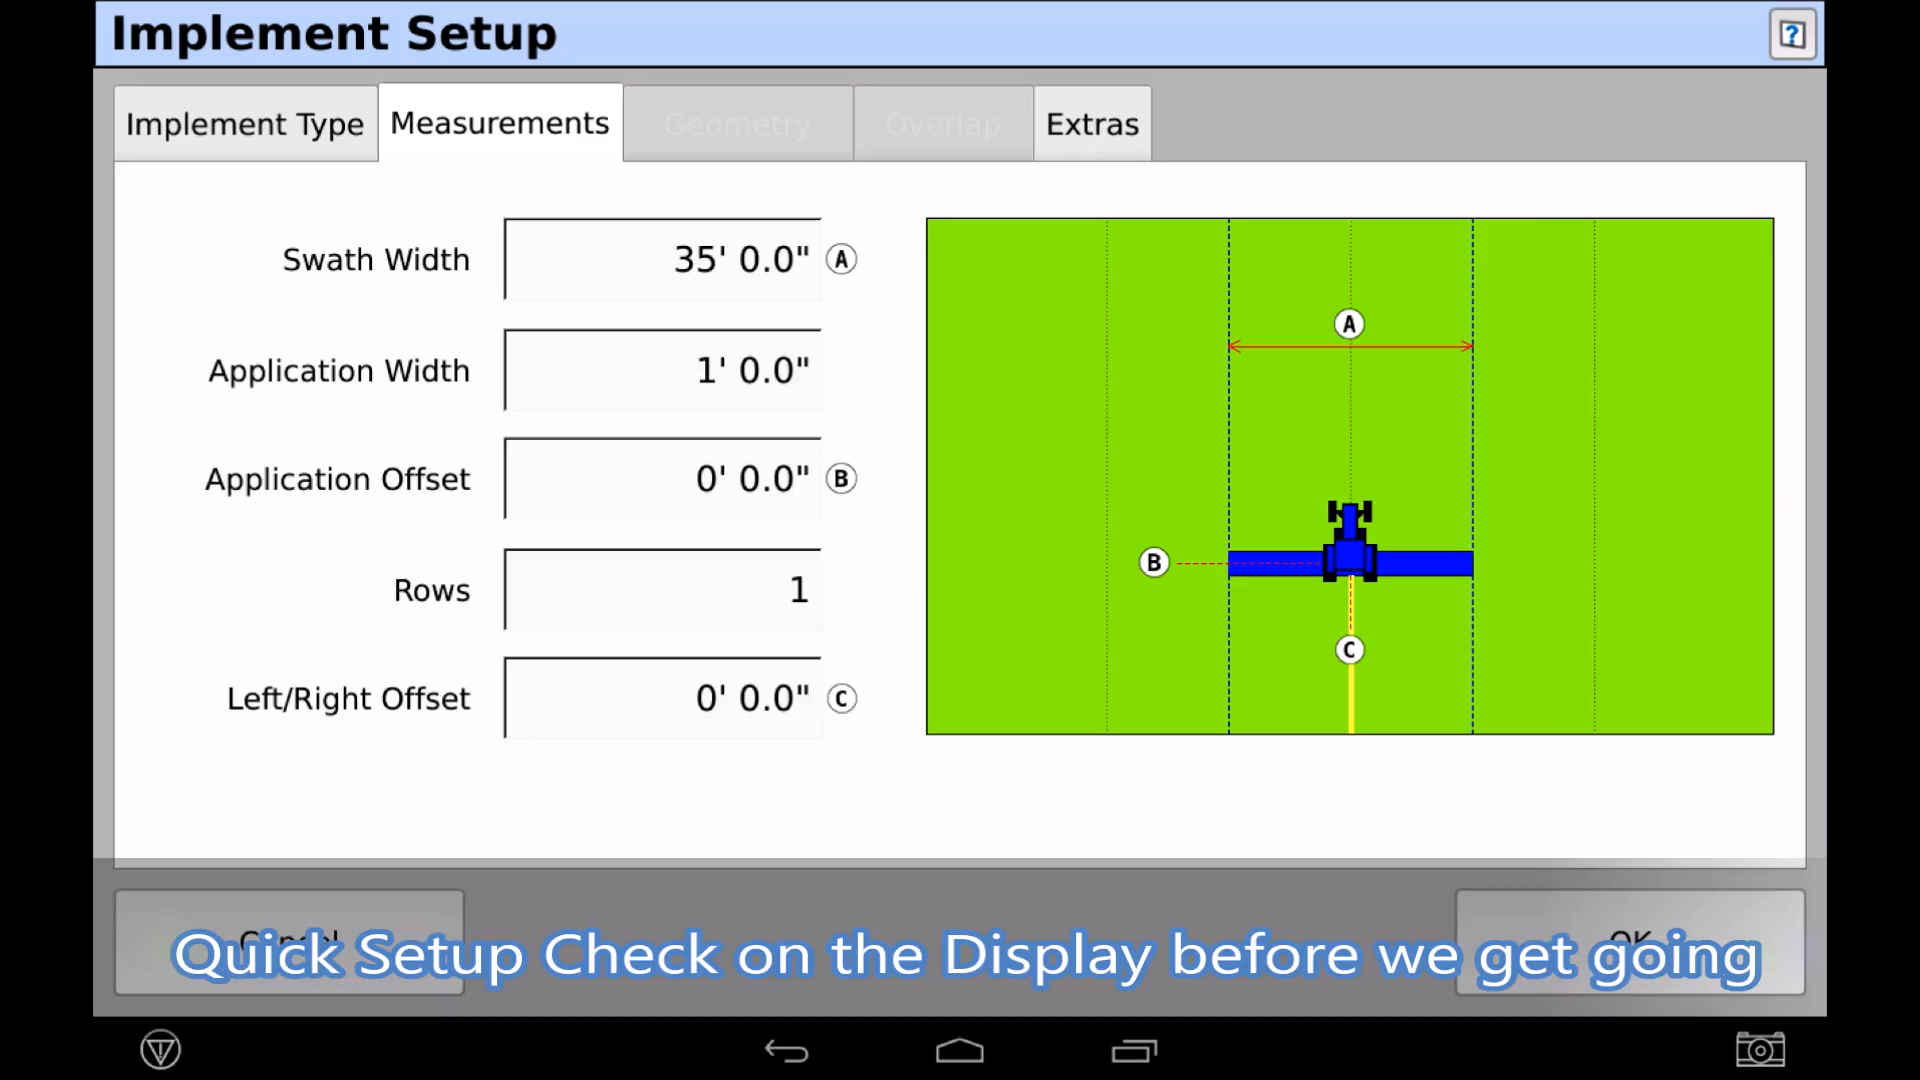 Implement Setup
?
Implement Type
Measurements
Geometry
Overlap
Extras
Swath Width
35' 0.0"
A
Application Width
1' 0.0"
Application Offset
0' 0.0"
B
Rows
1
Left/Right Offset
0' 0.0"
C
A
B
C
Cancel
OK
Quick Setup Check on the Display before we get going